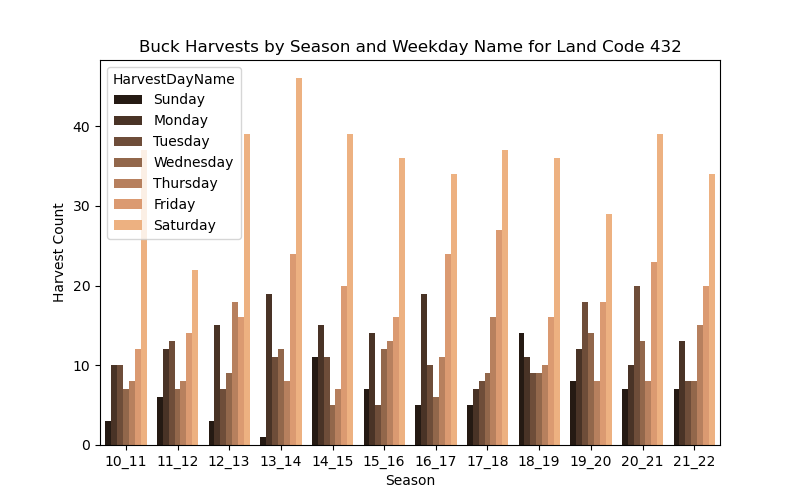 Buck Harvests by Season and Weekday Name for Land Code 432
HarvestDayName
Sunday
Monday
Tuesday
Wednesday
Thursday
Friday
Saturday
Harvest Count
40
30
20
10
0
10_11 11_12 12_13 13_14 14_15 15_16 16_17 17_18 18_19 19_20 20_21 21_22
Season